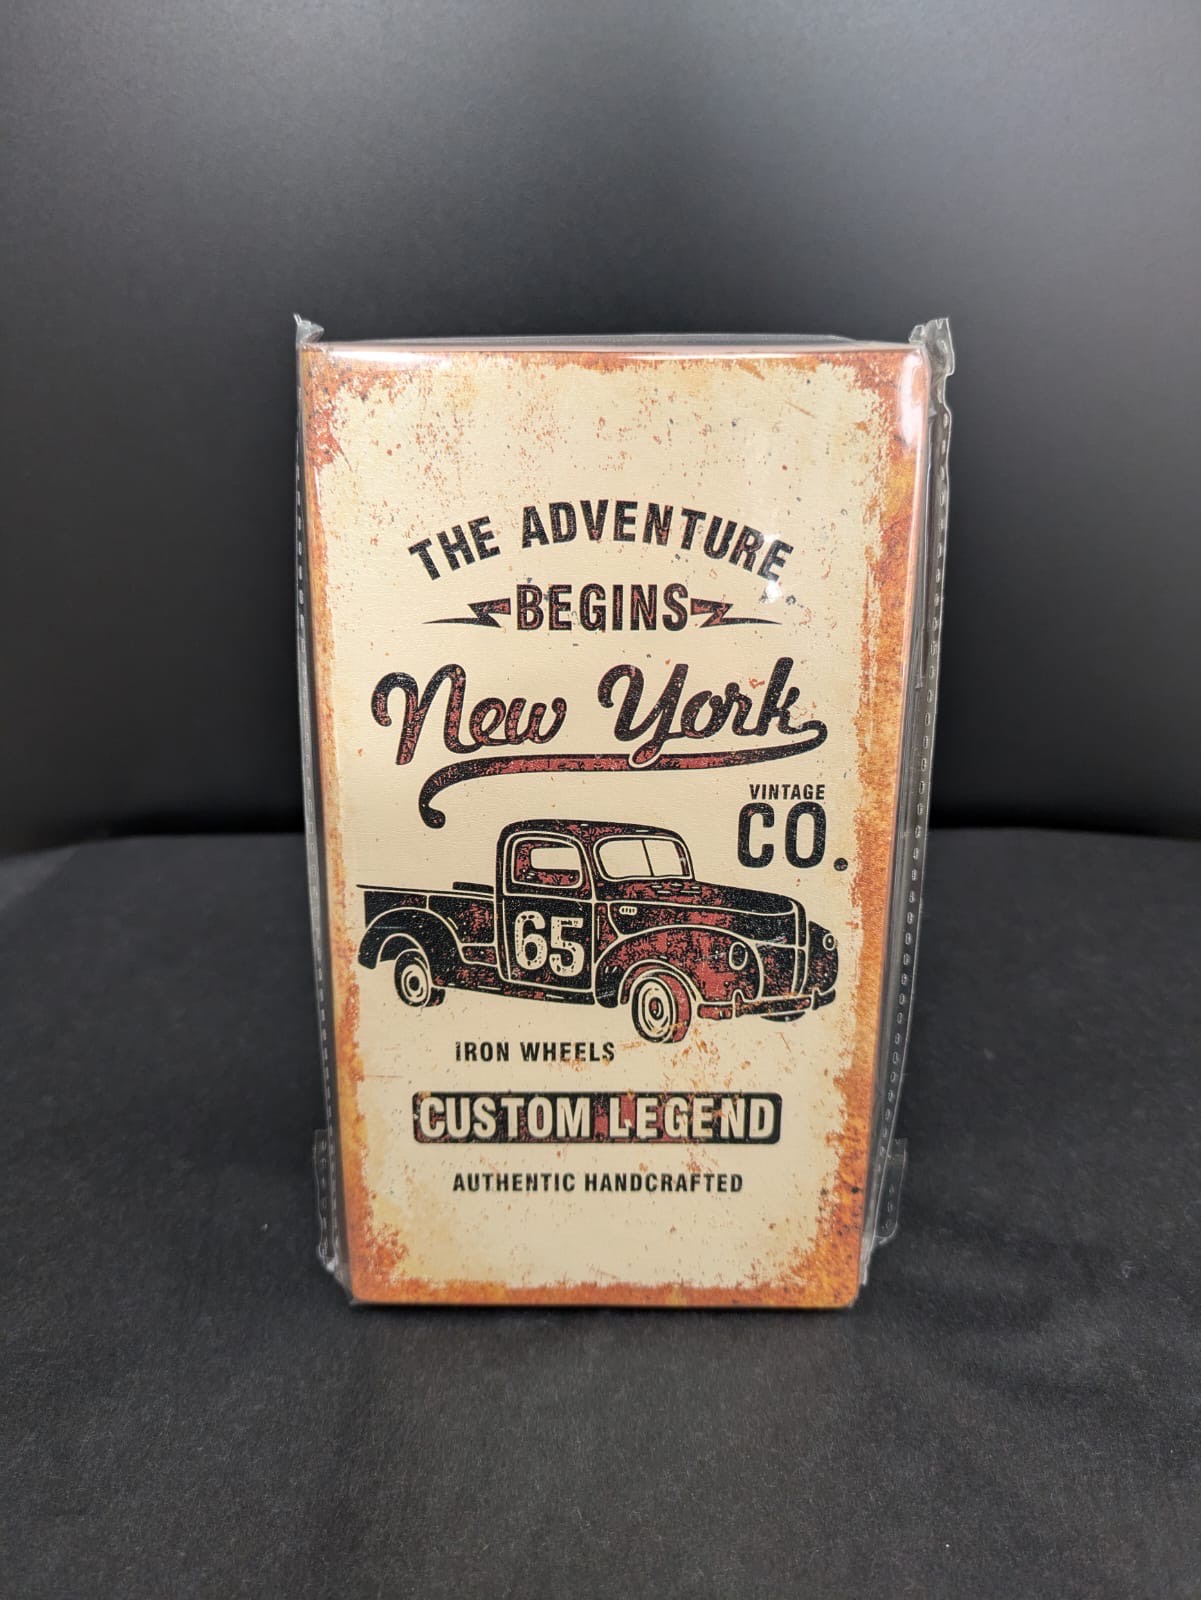 THE ADVENTURE
BEGINS
New York
VINTAGE
CO.
65
IRON WHEELS
CUSTOM LEGEND
AUTHENTIC HANDCRAFTED